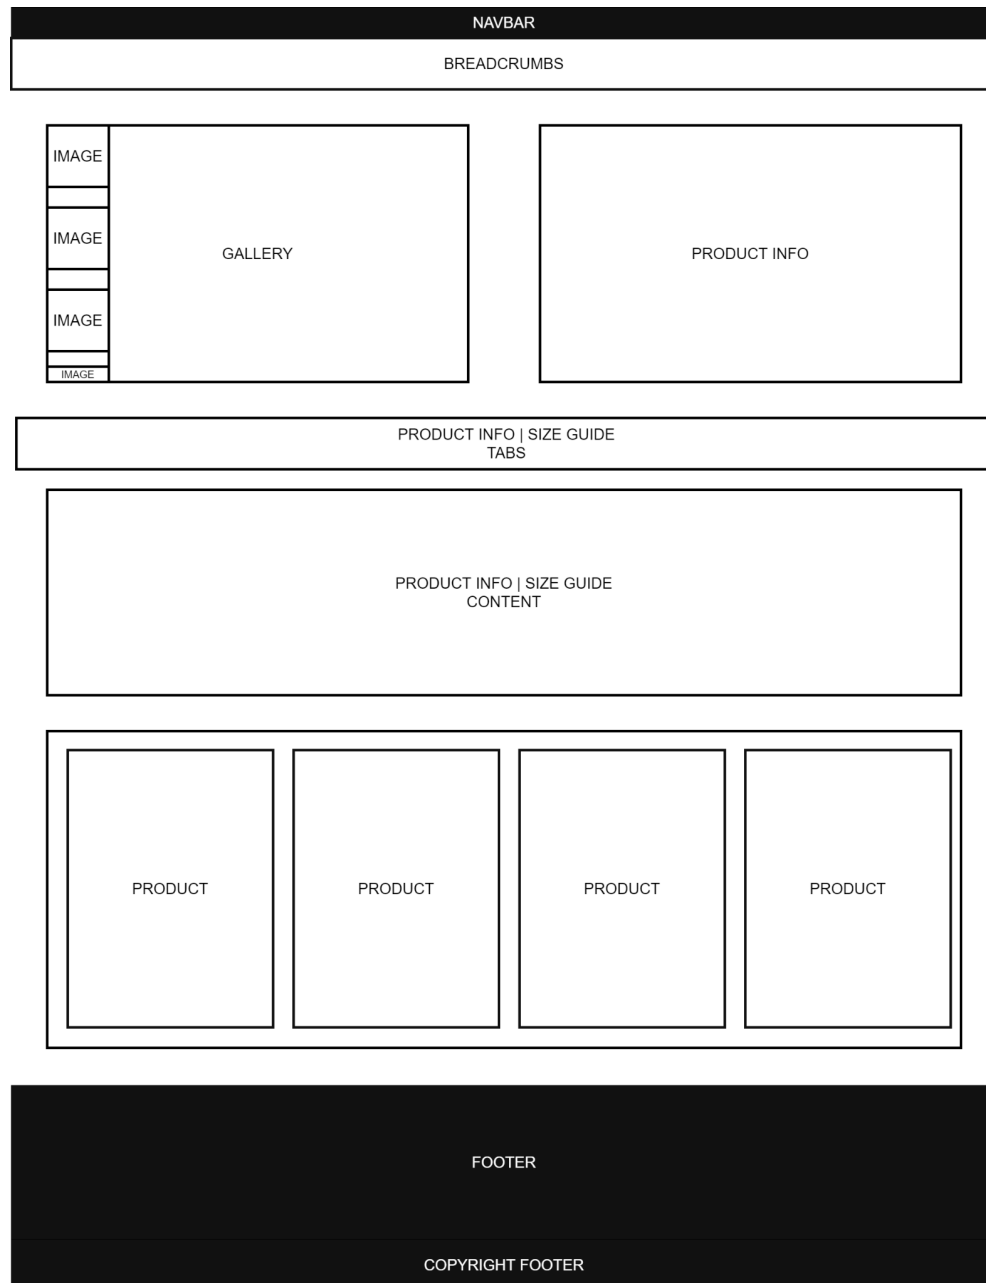 NAVBAR
BREADCRUMBS
IMAGE
IMAGE
GALLERY
PRODUCT INFO
IMAGE
IMAGE
PRODUCT INFO | SIZE GUIDE
TABS
PRODUCT INFO | SIZE GUIDE
CONTENT
PRODUCT
PRODUCT
PRODUCT
PRODUCT
FOOTER
COPYRIGHT FOOTER